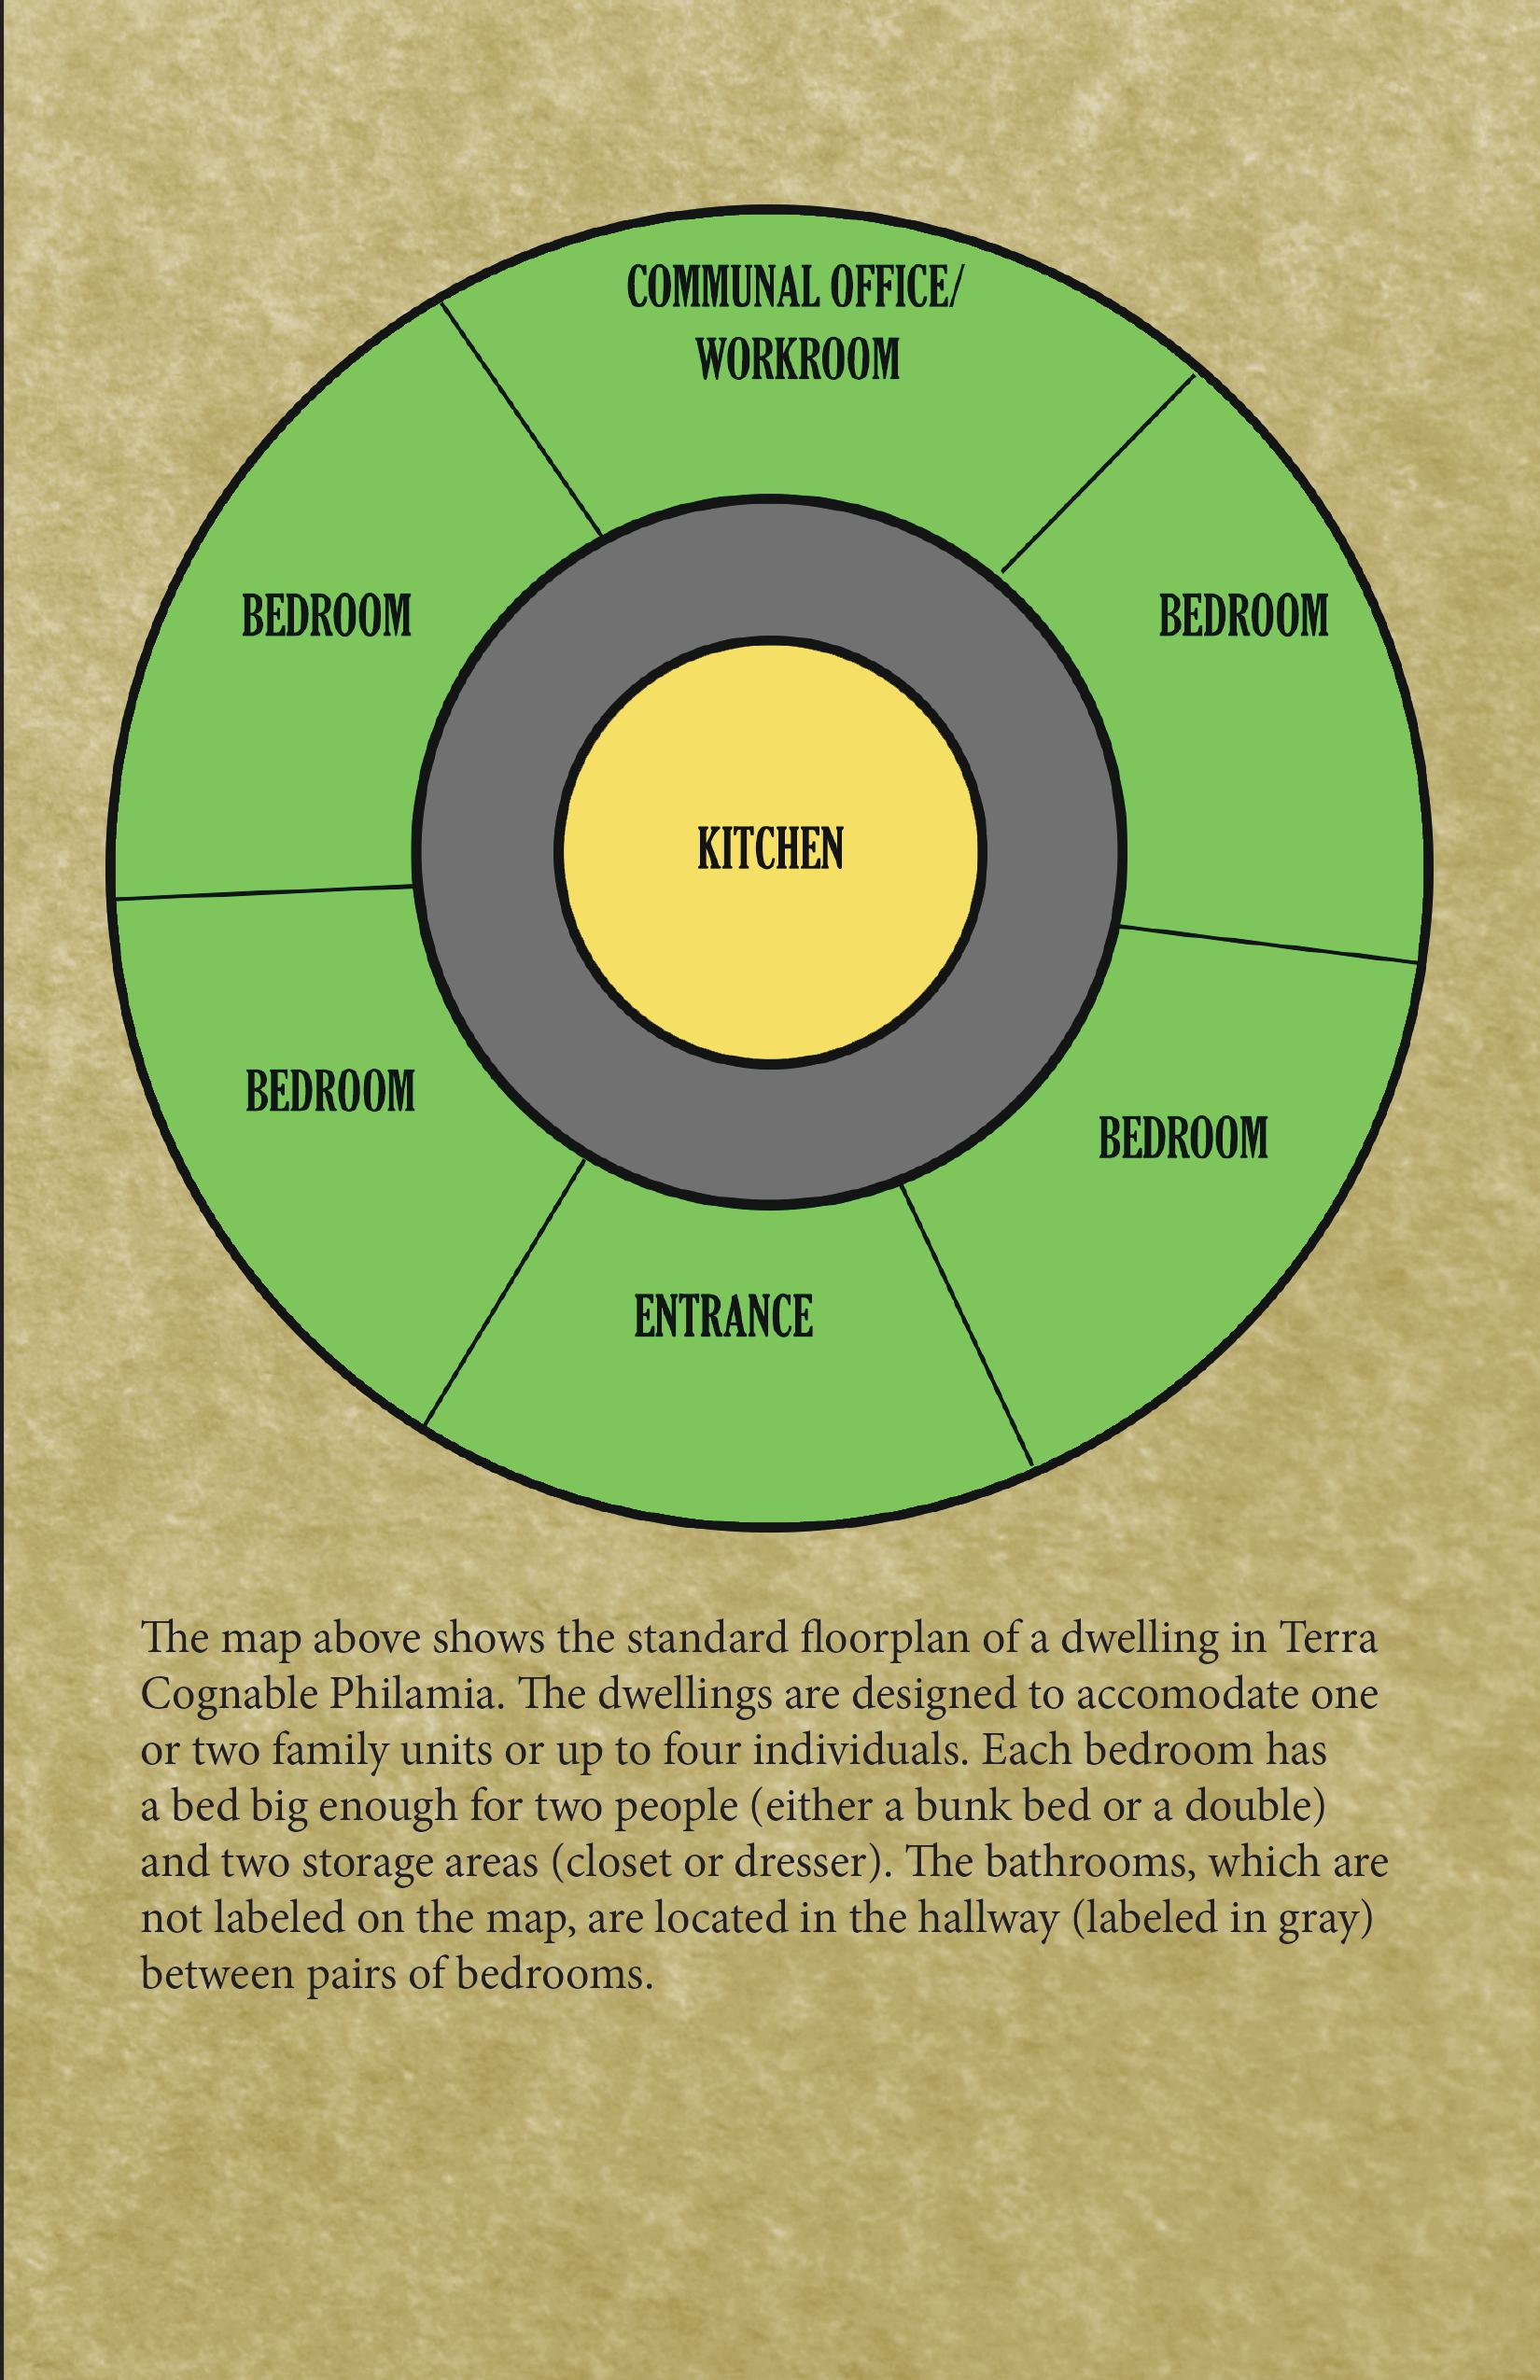 COMMUNAL OFFICE/
WORKROOM
BEDROOM
BEDROOM
KITCHEN
BEDROOM
BEDROOM
ENTRANCE
The map above shows the standard floorplan of a dwelling in Terra
Cognable Philamia. The dwellings are designed to accomodate one
or two family units or up to four individuals. Each bedroom has
a bed big enough for two people (either a bunk bed or a double)
and two storage areas (closet or dresser). The bathrooms, which are
not labeled on the map, are located in the hallway (labeled in gray)
between pairs of bedrooms.